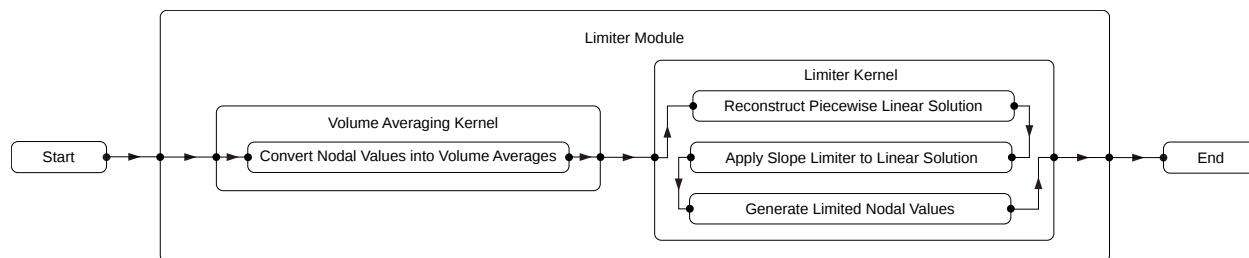 Limiter Module
Start
Volume Averaging Kernel
Convert Nodal Values into Volume Averages
Limiter Kernel
Reconstruct Piecewise Linear Solution
Apply Slope Limiter to Linear Solution
Generate Limited Nodal Values
End